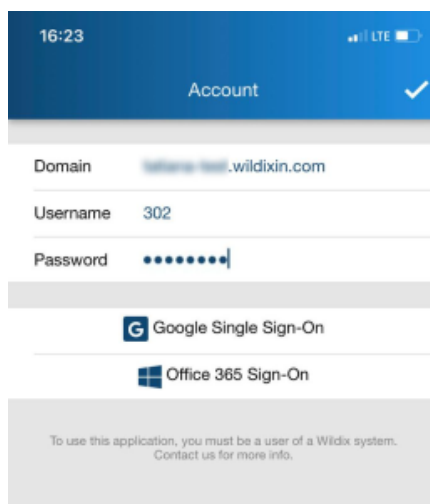 16:23
LTE
Account
Domain .wildixin.com
Username 302
Password ••••••••
G Google Single Sign-On
Office 365 Sign-On
To use this application, you must be a user of a Wildix system.
Contact us for more info.